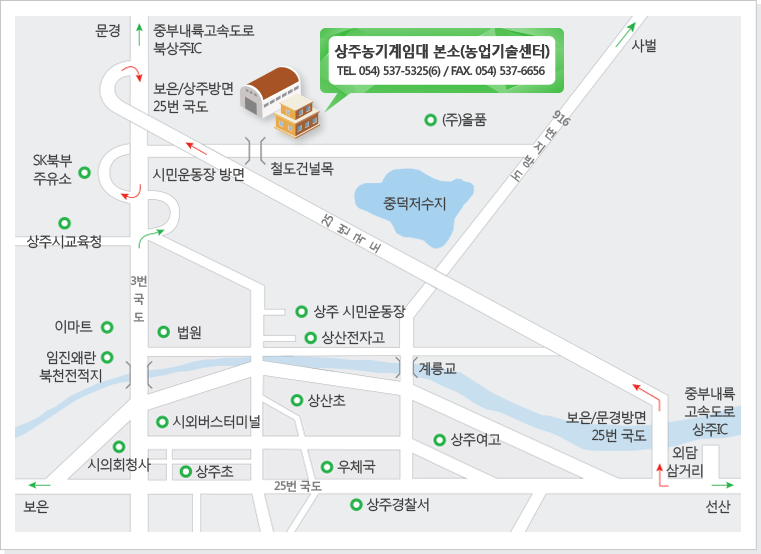 문경
중부내륙고속도로
북상주IC
상주농기계임대 본소(농업기술센터)
TEL 054) 537-5325(6) / FAX. 054) 537-6656
사벌
보은/상주방면
25번 국도
(주)올품
916번지방도
SK북부
주유소
시민운동장 방면
철도건널목
중덕저수지
상주시교육청
25번국도
3번국도
상주 시민운동장
이마트
법원
상산전자고
임진왜란
북천전적지
계룡교
중부내륙
고속도로
상주IC
상산초
보은/문경방면
25번 국도
시외버스터미널
상주여고
외답
삼거리
시의회청사
상주초
우체국
25번 국도
보은
상주경찰서
선산